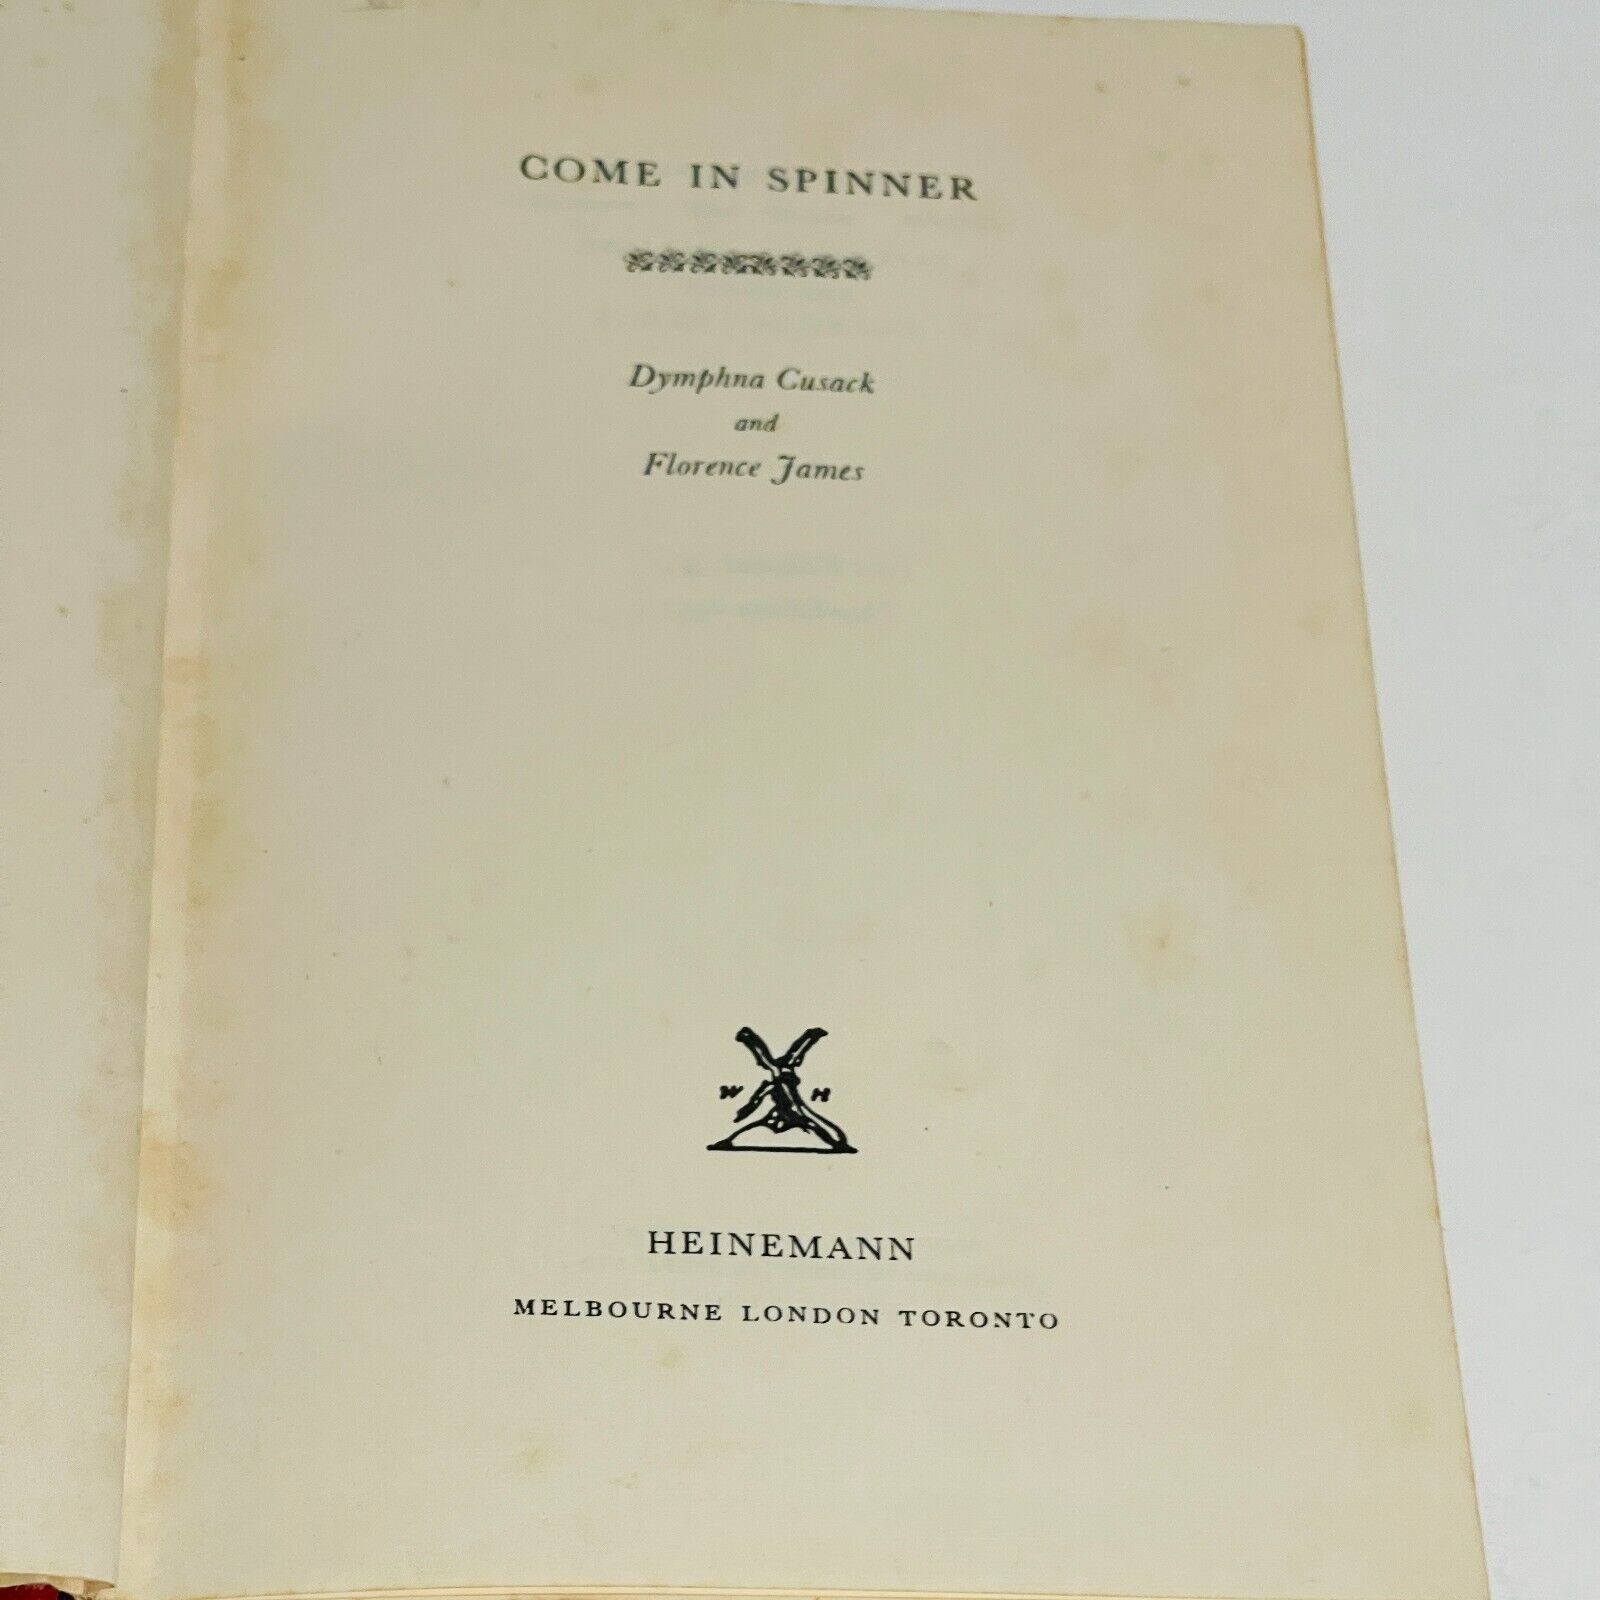 COME IN SPINNER
Dymphna Cusack
and
Florence James
W H
HEINEMANN
MELBOURNE LONDON TORONTO